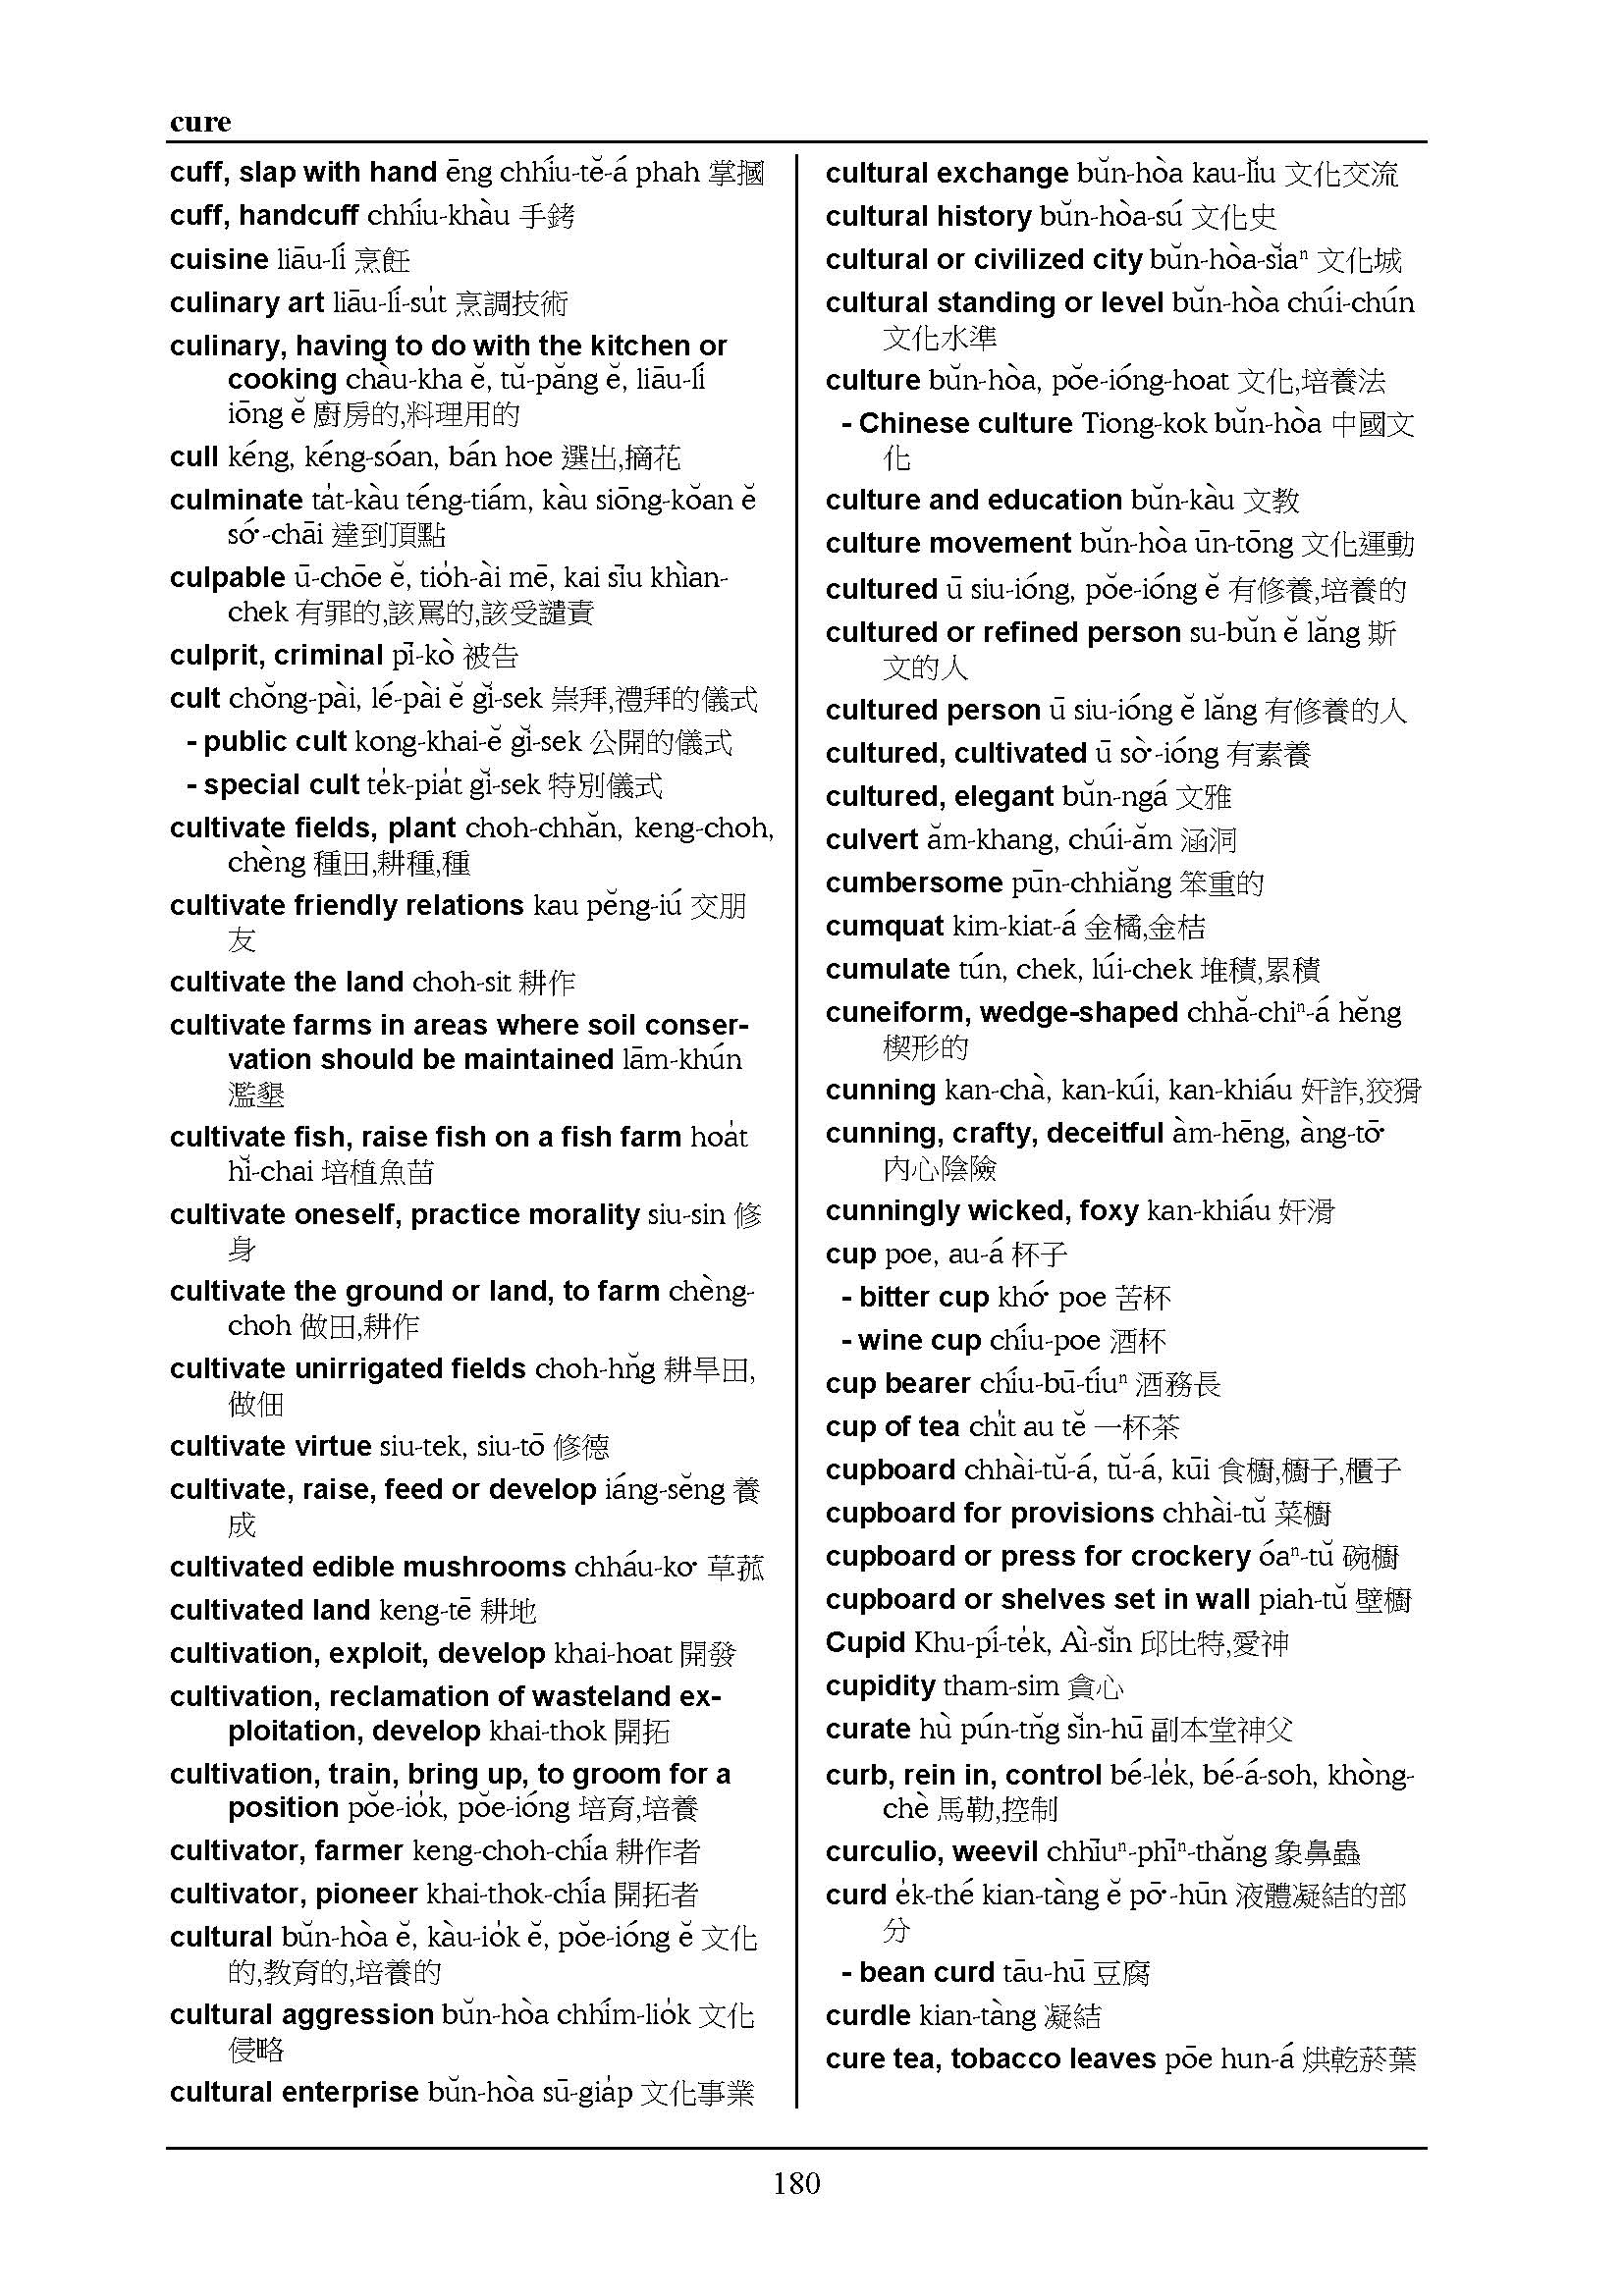 cure
cuff, slap with hand ēng chhíu-tĕ-á phah 掌摑
cuff, handcuff chhíu-khàu 手銬
cuisine liāu-lí 烹飪
culinary art liāu-lí-su̍t 烹調技術
culinary, having to do with the kitchen or
cooking chàu-kha ĕ, tŭ-păng ĕ, liāu-lí
iōng ĕ 廚房的,料理用的
cull kéng, kéng-sóan, bán hoe 選出,摘花
culminate ta̍t-kàu téng-tiám, kàu siōng-kŏan ĕ
só͘-chāi 達到頂點
culpable ū-chōe ĕ, tio̍h-ài mē, kai sīu khìan-
chek 有罪的,該罵的,該受譴責
culprit, criminal pī-kò 被告
cult chŏng-pài, lé-pài ĕ gĭ-sek 崇拜,禮拜的儀式
- public cult kong-khai-ĕ gĭ-sek 公開的儀式
- special cult te̍k-pia̍t gĭ-sek 特別儀式
cultivate fields, plant choh-chhăn, keng-choh,
chèng 種田,耕種,種
cultivate friendly relations kau pĕng-iú 交朋
友
cultivate the land choh-sit 耕作
cultivate farms in areas where soil conser-
vation should be maintained lām-khún
濫墾
cultivate fish, raise fish on a fish farm hoa̍t
hĭ-chai 培植魚苗
cultivate oneself, practice morality siu-sin 修
身
cultivate the ground or land, to farm chèng-
choh 做田,耕作
cultivate unirrigated fields choh-hn̆g 耕旱田,
做佃
cultivate virtue siu-tek, siu-tō 修德
cultivate, raise, feed or develop iáng-sĕng 養
成
cultivated edible mushrooms chháu-ko͘ 草菰
cultivated land keng-tē 耕地
cultivation, exploit, develop khai-hoat 開發
cultivation, reclamation of wasteland ex-
ploitation, develop khai-thok 開拓
cultivation, train, bring up, to groom for a
position pŏe-io̍k, pŏe-ióng 培育,培養
cultivator, farmer keng-choh-chía 耕作者
cultivator, pioneer khai-thok-chía 開拓者
cultural bŭn-hòa ĕ, kàu-io̍k ĕ, pŏe-ióng ĕ 文化
的,教育的,培養的
cultural aggression bŭn-hòa chhím-lio̍k 文化
侵略
cultural enterprise bŭn-hòa sū-gia̍p 文化事業
cultural exchange bŭn-hòa kau-lĭu 文化交流
cultural history bŭn-hòa-sú 文化史
cultural or civilized city bŭn-hòa-sĭaⁿ 文化城
cultural standing or level bŭn-hòa chúi-chún
文化水準
culture bŭn-hòa, pŏe-ióng-hoat 文化,培養法
- Chinese culture Tiong-kok bŭn-hòa 中國文
化
culture and education bŭn-kàu 文教
culture movement bŭn-hòa ūn-tōng 文化運動
cultured ū siu-ióng, pŏe-ióng ĕ 有修養,培養的
cultured or refined person su-bŭn ĕ lăng 斯
文的人
cultured person ū siu-ióng ĕ lăng 有修養的人
cultured, cultivated ū sò͘-ióng 有素養
cultured, elegant bŭn-ngá 文雅
culvert ăm-khang, chúi-ăm 涵洞
cumbersome pūn-chhiăng 笨重的
cumquat kim-kiat-á 金橘,金桔
cumulate tún, chek, lúi-chek 堆積,累積
cuneiform, wedge-shaped chhă-chiⁿ-á hĕng
楔形的
cunning kan-chà, kan-kúi, kan-khiáu 奸詐,狡猾
cunning, crafty, deceitful àm-hēng, àng-tō͘
內心陰險
cunningly wicked, foxy kan-khiáu 奸滑
cup poe, au-á 杯子
- bitter cup khó͘ poe 苦杯
- wine cup chíu-poe 酒杯
cup bearer chíu-bū-tíuⁿ 酒務長
cup of tea chi̍t au tĕ 一杯茶
cupboard chhài-tŭ-á, tŭ-á, kūi 食櫥,櫥子,櫃子
cupboard for provisions chhài-tŭ 菜櫥
cupboard or press for crockery óaⁿ-tŭ 碗櫥
cupboard or shelves set in wall piah-tŭ 壁櫥
Cupid Khu-pí-te̍k, Aì-sĭn 邱比特,愛神
cupidity tham-sim 貪心
curate hù pún-tn̆g sĭn-hū 副本堂神父
curb, rein in, control bé-le̍k, bé-á-soh, khòng-
chè 馬勒,控制
curculio, weevil chhīuⁿ-phīⁿ-thăng 象鼻蟲
curd e̍k-thé kian-tàng ĕ pō͘-hūn 液體凝結的部
分
- bean curd tāu-hū 豆腐
curdle kian-tàng 凝結
cure tea, tobacco leaves pōe hun-á 烘乾菸葉
180